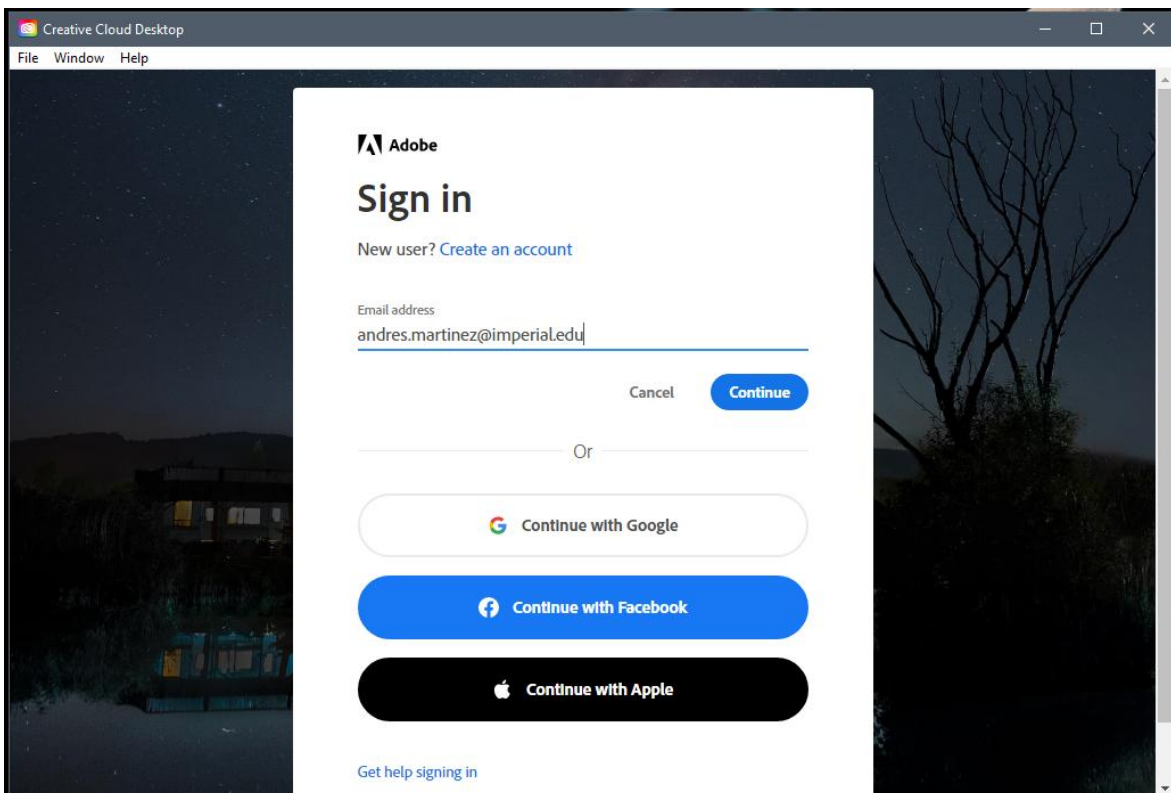 Creative Cloud Desktop
File Window Help
Adobe
Sign in
New user? Create an account
Email address
andres.martinez@imperial.edu
Cancel Continue
Or
Continue with Google
Continue with Facebook
Continue with Apple
Get help signing in